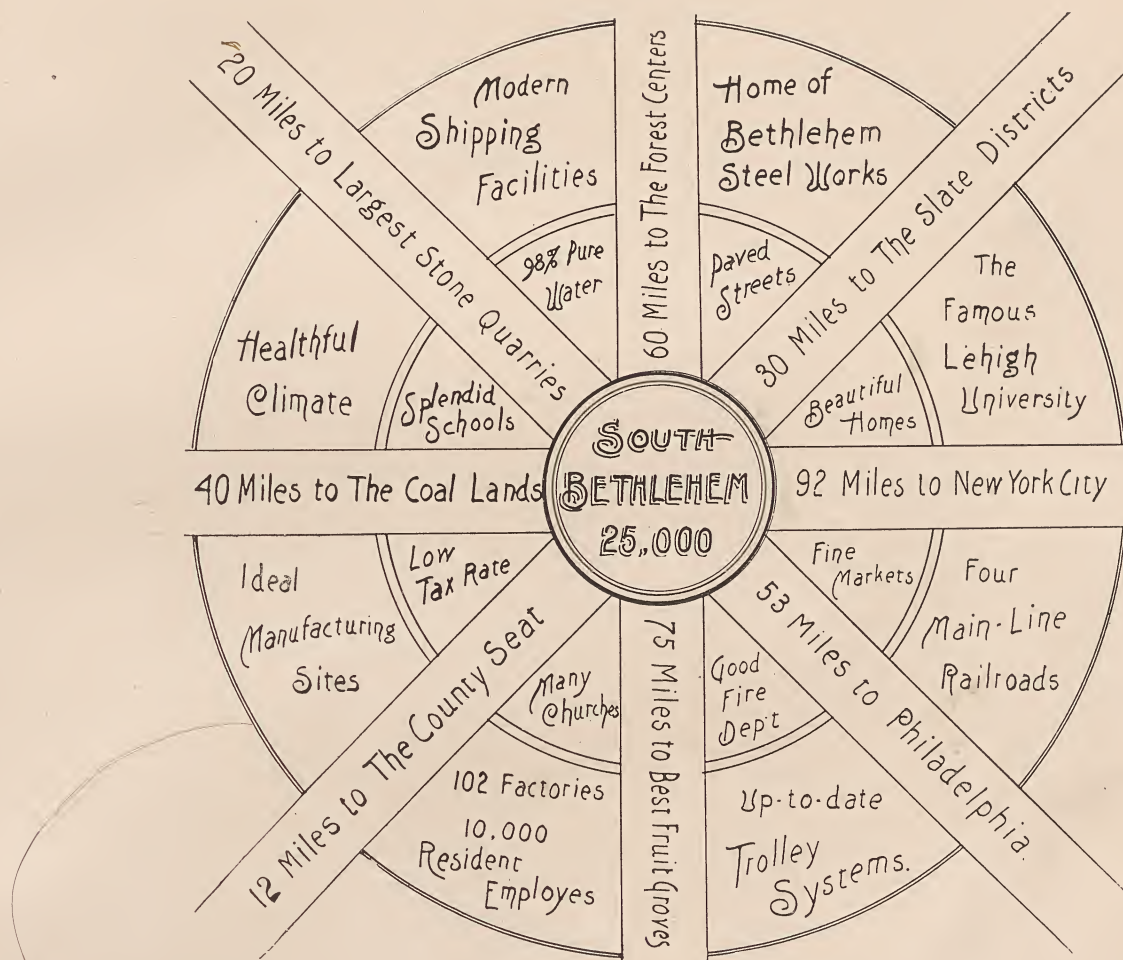 SOUTH
BETHLEHEM
25,000
60 Miles to The Forest Centers
30 Miles to The Slate Districts
92 Miles to New York City
53 Miles to Philadelphia.
75 Miles to Best Fruit Groves
12 Miles to The County Seat
40 Miles to The Coal Lands
20 Miles to Largest Stone Quarries
Modern
Shipping
Facilities
98% Pure
Water
Home of
Bethlehem
Steel Works
Paved
Streets
The
Famous
Lehigh
University
Beautiful
Homes
Four
Main-Line
Railroads
Fine
Markets
Up-to-date
Trolley
Systems.
Good
Fire
Dep't
102 Factories
10,000
Resident
Employes
Many
Churches
Ideal
Manufacturing
Sites
Low
Tax Rate
Healthful
Climate
Splendid
Schools